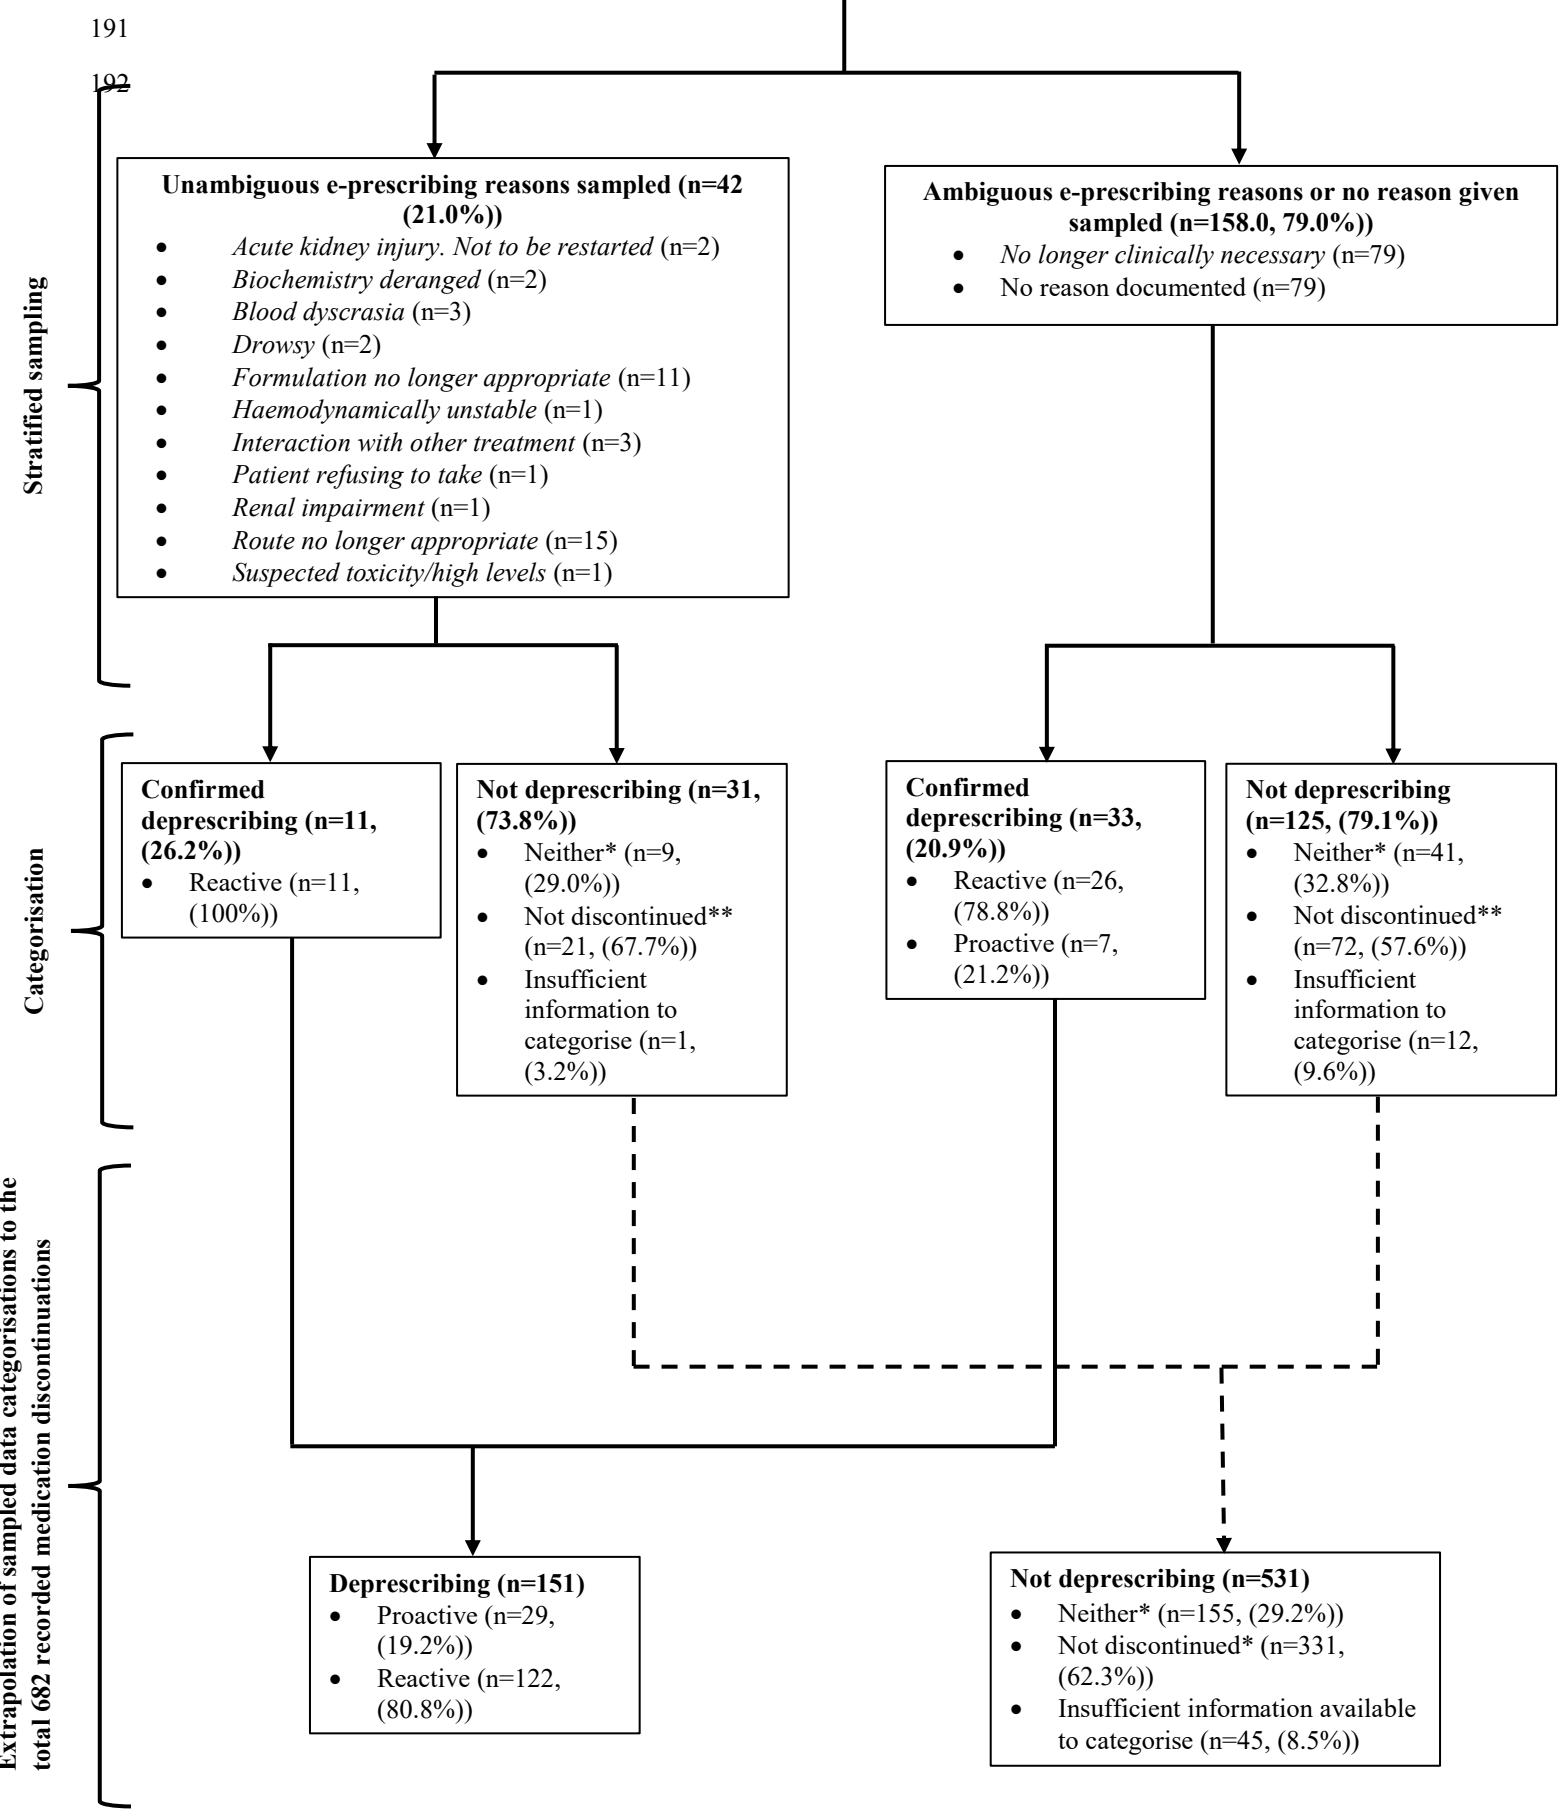 191
192
Stratified sampling
Unambiguous e-prescribing reasons sampled (n=42
(21.0%))
• Acute kidney injury. Not to be restarted (n=2)
• Biochemistry deranged (n=2)
• Blood dyscrasia (n=3)
• Drowsy (n=2)
• Formulation no longer appropriate (n=11)
• Haemodynamically unstable (n=1)
• Interaction with other treatment (n=3)
• Patient refusing to take (n=1)
• Renal impairment (n=1)
• Route no longer appropriate (n=15)
• Suspected toxicity/high levels (n=1)
Ambiguous e-prescribing reasons or no reason given
sampled (n=158.0, 79.0%))
• No longer clinically necessary (n=79)
• No reason documented (n=79)
Categorisation
Confirmed
deprescribing (n=11,
(26.2%))
• Reactive (n=11,
(100%))
Not deprescribing (n=31,
(73.8%))
• Neither* (n=9,
(29.0%))
• Not discontinued**
(n=21, (67.7%))
• Insufficient
information to
categorise (n=1,
(3.2%))
Confirmed
deprescribing (n=33,
(20.9%))
• Reactive (n=26,
(78.8%))
• Proactive (n=7,
(21.2%))
Not deprescribing
(n=125, (79.1%))
• Neither* (n=41,
(32.8%))
• Not discontinued**
(n=72, (57.6%))
• Insufficient
information to
categorise (n=12,
(9.6%))
Extrapolation of sampled data categorisations to the
total 682 recorded medication discontinuations
Deprescribing (n=151)
• Proactive (n=29,
(19.2%))
• Reactive (n=122,
(80.8%))
Not deprescribing (n=531)
• Neither* (n=155, (29.2%))
• Not discontinued* (n=331,
(62.3%))
• Insufficient information available
to categorise (n=45, (8.5%))